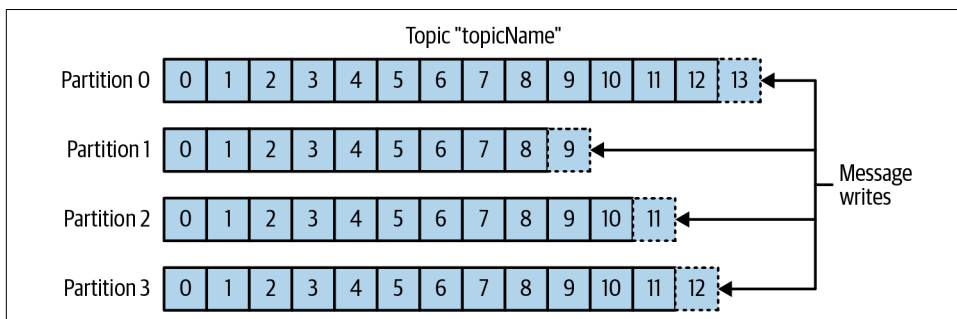 Topic "topicName"
Partition 0 0 1 2 3 4 5 6 7 8 9 10 11 12 13
Partition 1 0 1 2 3 4 5 6 7 8 9
Partition 2 0 1 2 3 4 5 6 7 8 9 10 11
Partition 3 0 1 2 3 4 5 6 7 8 9 10 11 12
Message
writes